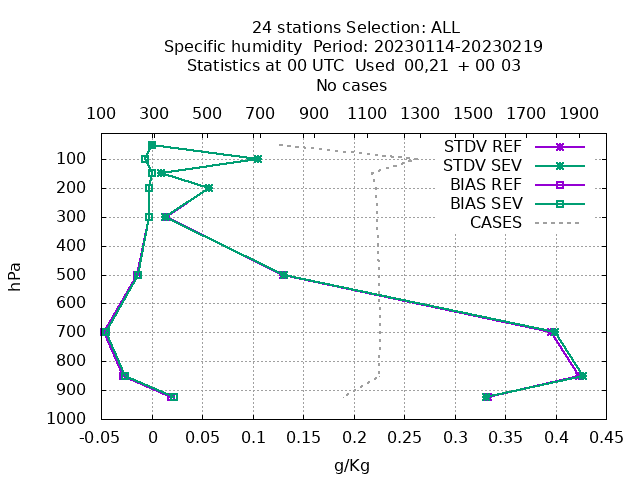 24 stations Selection: ALL
Specific humidity  Period: 20230114-20230219
Statistics at 00 UTC  Used  00,21  + 00 03
No cases
100 300 500 700 900 1100 1300 1500 1700 1900
STDV REF
STDV SEV
BIAS REF
BIAS SEV
CASES
hPa
100
200
300
400
500
600
700
800
900
1000
-0.05 0 0.05 0.1 0.15 0.2 0.25 0.3 0.35 0.4 0.45
g/Kg